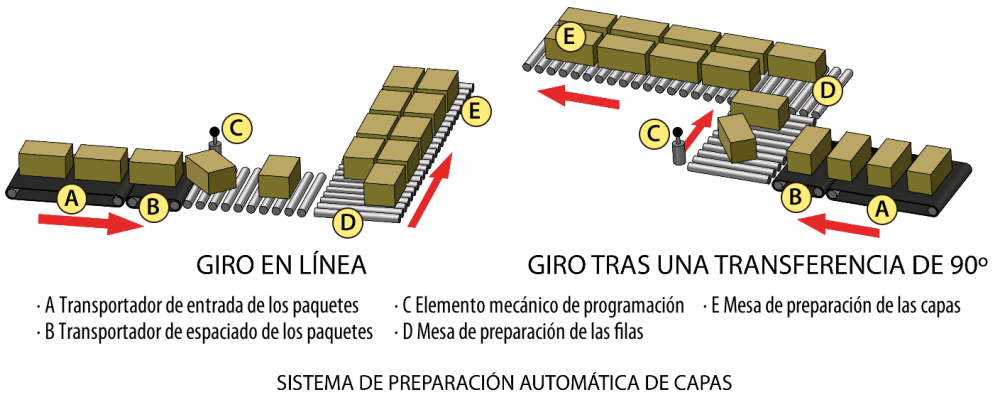 C
E
A
B
D
E
D
C
B
A
GIRO EN LÍNEA
GIRO TRAS UNA TRANSFERENCIA DE 90º
· A Transportador de entrada de los paquetes
· C Elemento mecánico de programación
· E Mesa de preparación de las capas
· B Transportador de espaciado de los paquetes
· D Mesa de preparación de las filas
SISTEMA DE PREPARACIÓN AUTOMÁTICA DE CAPAS